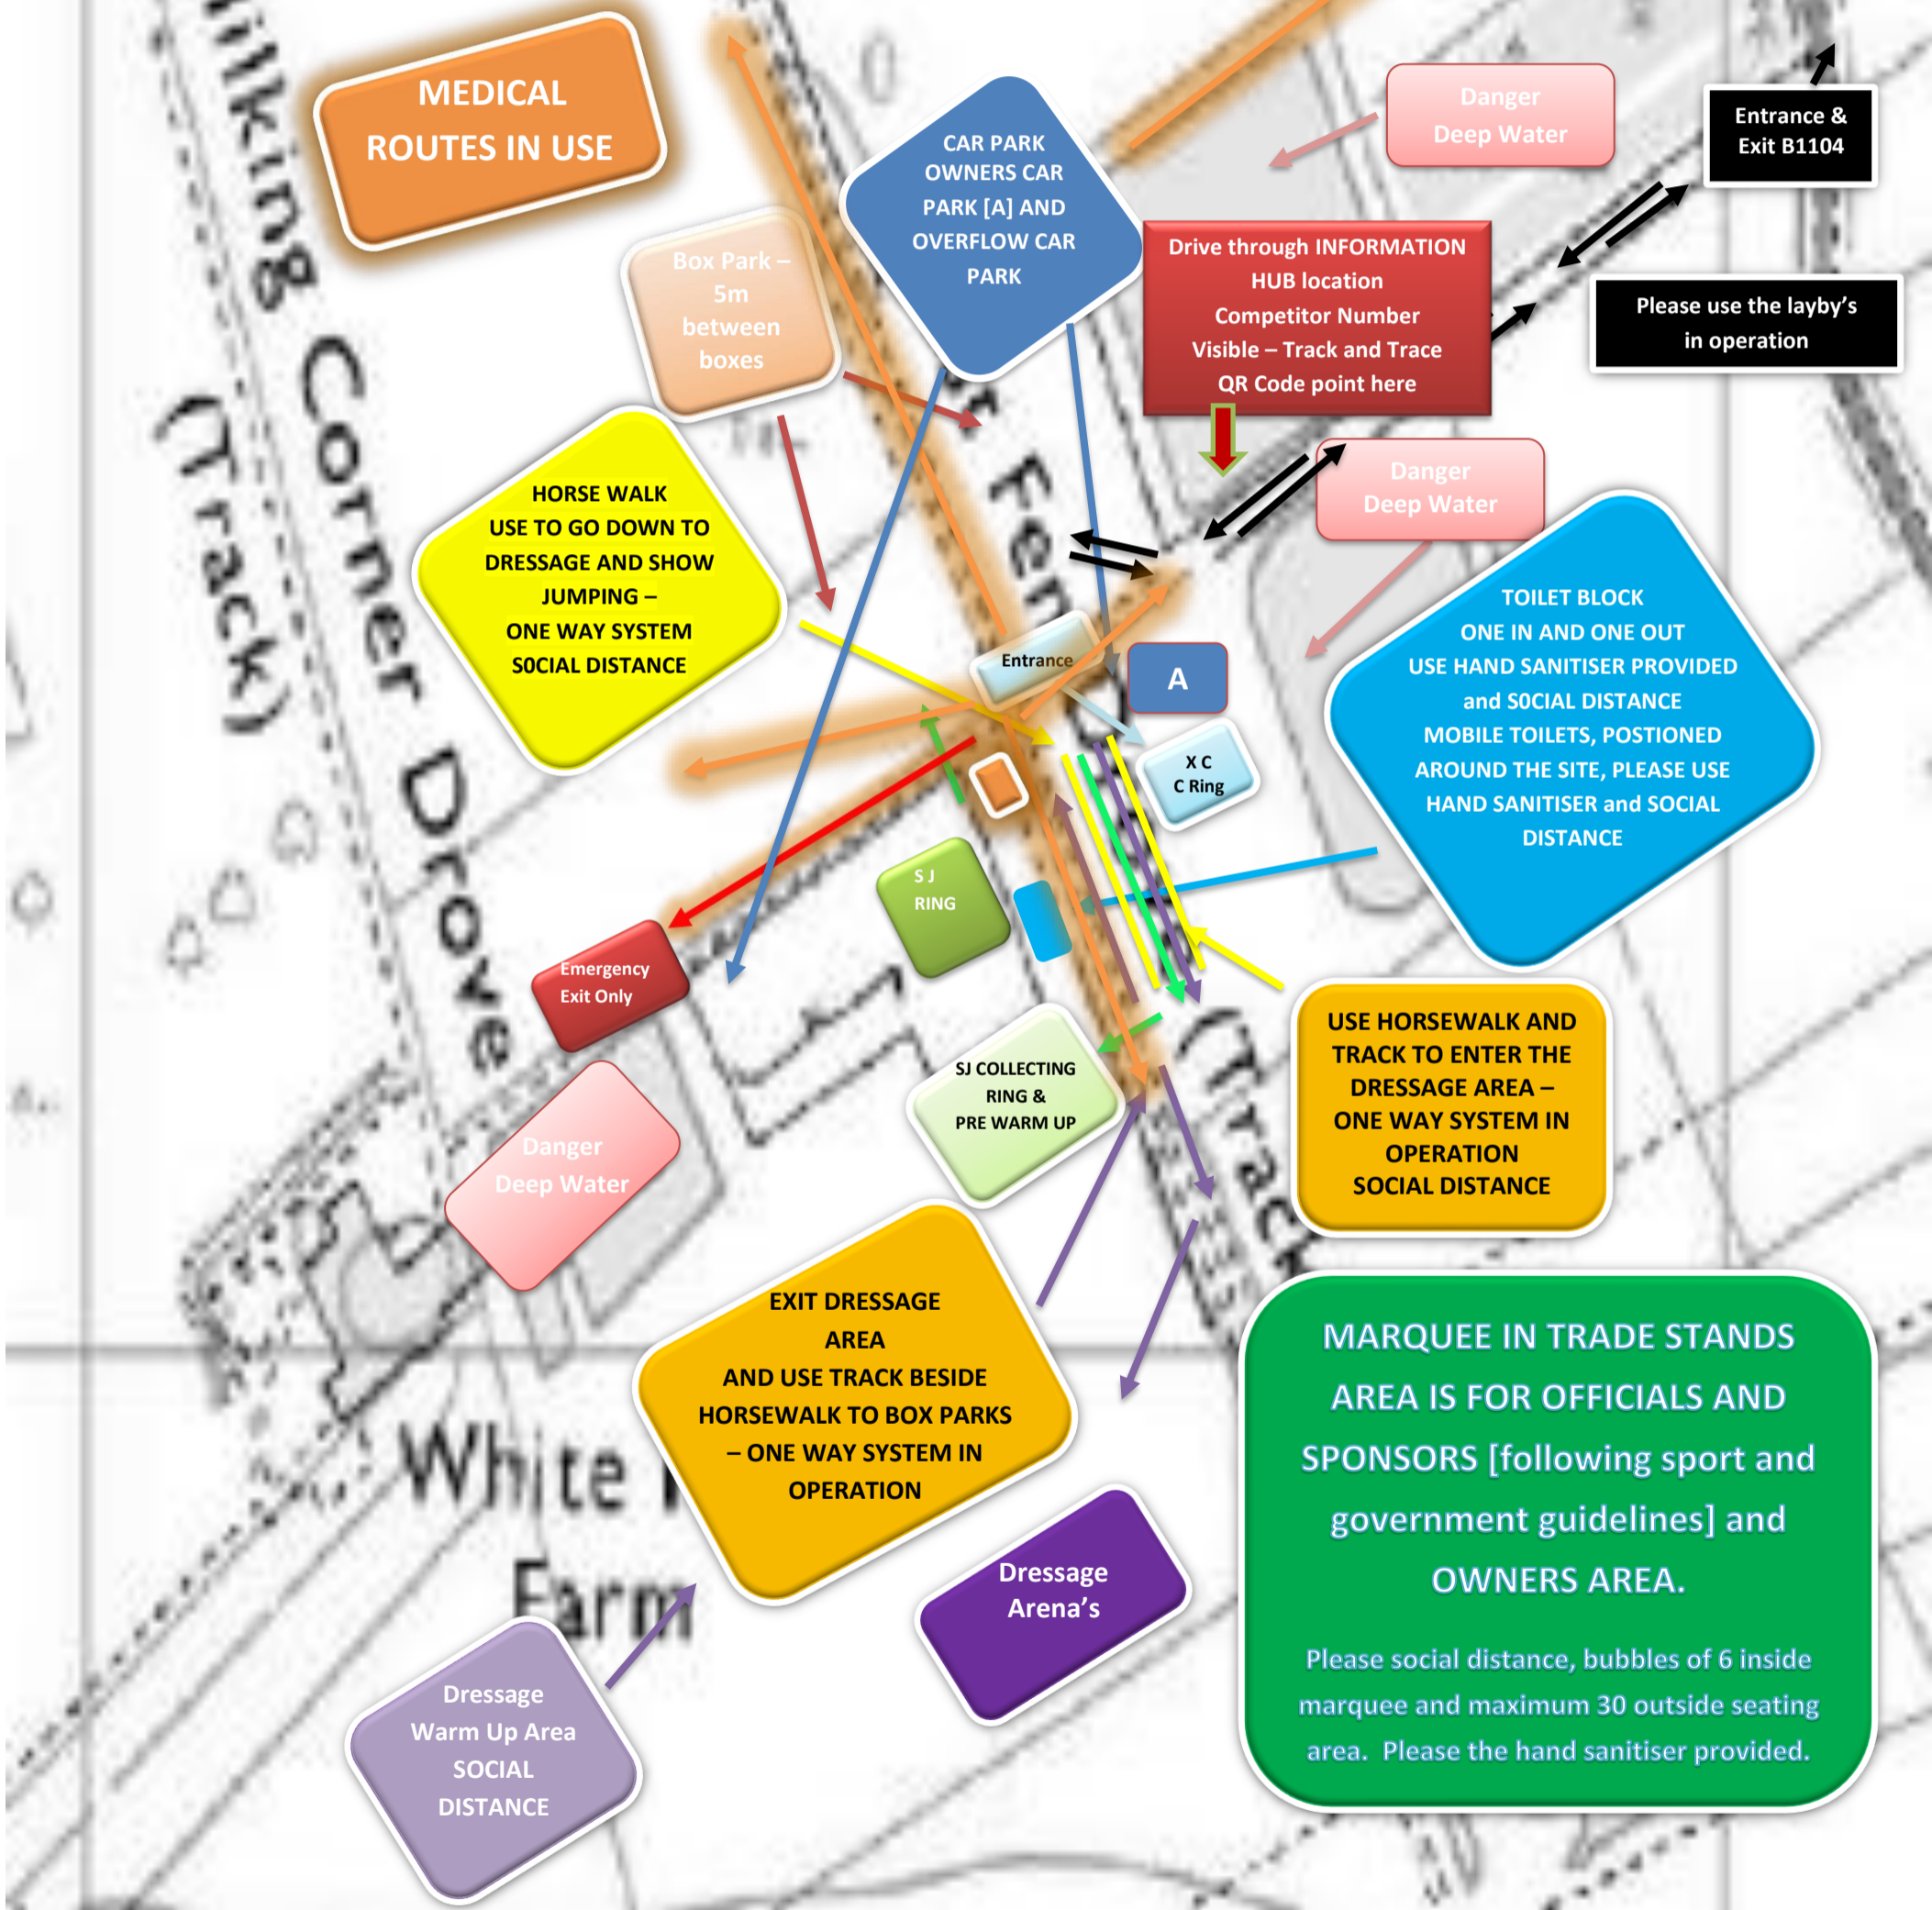 MEDICAL
ROUTES IN USE
CAR PARK
OWNERS CAR
PARK [A] AND
OVERFLOW CAR
PARK
Danger
Deep Water
Entrance &
Exit B1104
Box Park –
5m
between
boxes
Drive through INFORMATION
HUB location
Competitor Number
Visible – Track and Trace
QR Code point here
Please use the layby's
in operation
HORSE WALK
USE TO GO DOWN TO
DRESSAGE AND SHOW
JUMPING –
ONE WAY SYSTEM
S0CIAL DISTANCE
Danger
Deep Water
TOILET BLOCK
ONE IN AND ONE OUT
USE HAND SANITISER PROVIDED
and S0CIAL DISTANCE
MOBILE TOILETS, POSTIONED
AROUND THE SITE, PLEASE USE
HAND SANITISER and SOCIAL
DISTANCE
Entrance
A
X C
C Ring
S J
RING
Emergency
Exit Only
SJ COLLECTING
RING &
PRE WARM UP
USE HORSEWALK AND
TRACK TO ENTER THE
DRESSAGE AREA –
ONE WAY SYSTEM IN
OPERATION
SOCIAL DISTANCE
Danger
Deep Water
EXIT DRESSAGE
AREA
AND USE TRACK BESIDE
HORSEWALK TO BOX PARKS
– ONE WAY SYSTEM IN
OPERATION
MARQUEE IN TRADE STANDS
AREA IS FOR OFFICIALS AND
SPONSORS [following sport and
government guidelines] and
OWNERS AREA.
Please social distance, bubbles of 6 inside
marquee and maximum 30 outside seating
area.  Please the hand sanitiser provided.
Dressage
Arena's
Dressage
Warm Up Area
SOCIAL
DISTANCE
Corner Drove
(Track)
(Track
White
Farm